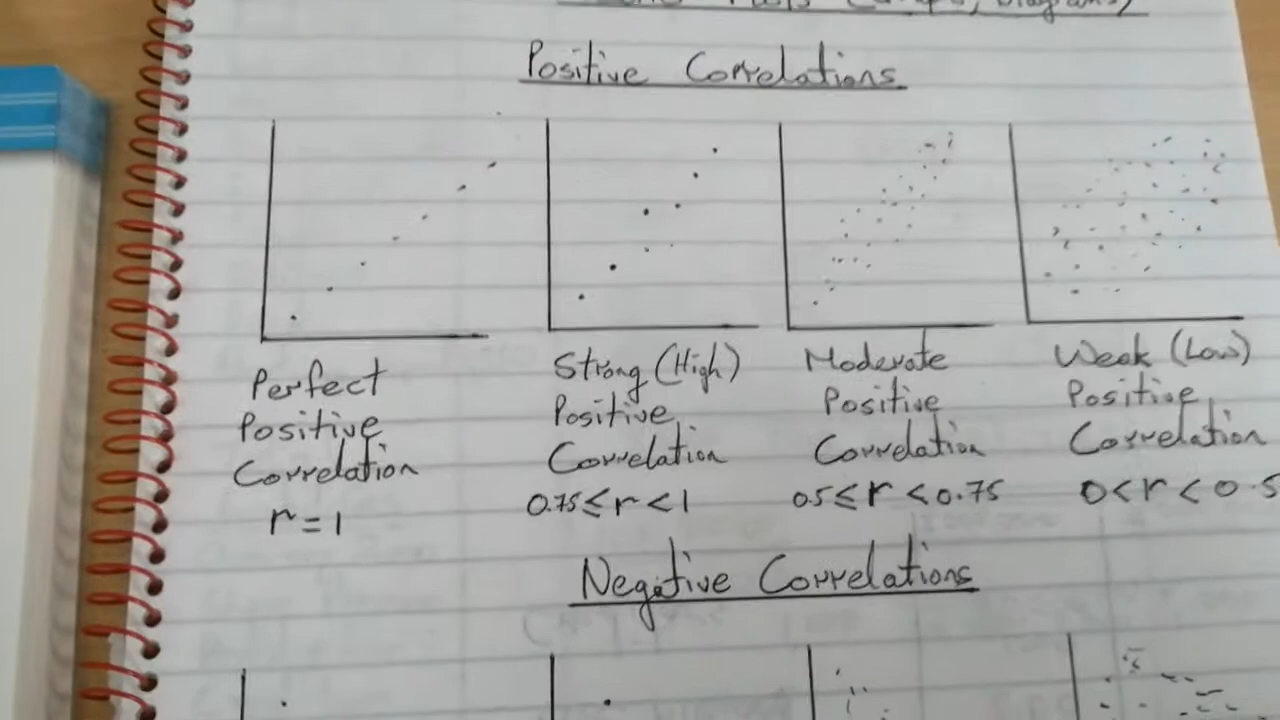 Positive Correlations
Perfect
Positive
Correlation
r = 1
Strong (High)
Positive
Correlation
0.75 ≤ r < 1
Moderate
Positive
Correlation
0.5 ≤ r < 0.75
Weak (Low)
Positive
Correlation
0 < r < 0.5
Negative Correlations